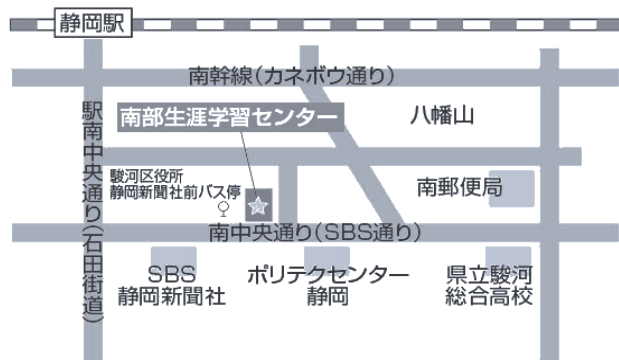 静岡駅
南幹線(カネボウ通り)
駅南中央通り(石田街道)
南部生涯学習センター
八幡山
駿河区役所
静岡新聞社前バス停
南郵便局
南中央通り(SBS通り)
SBS
静岡新聞社
ポリテクセンター
静岡
県立駿河
総合高校